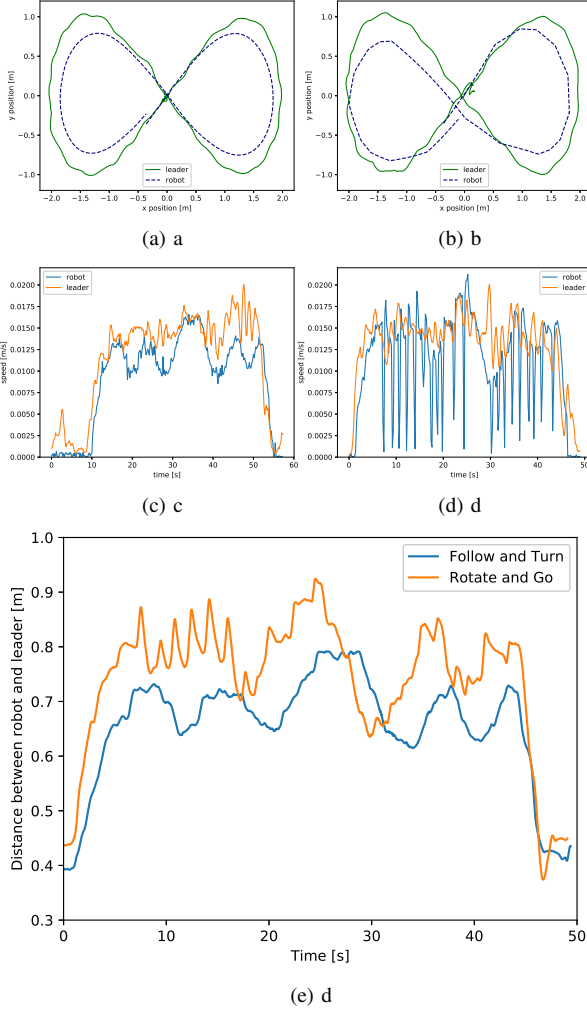 1.0
0.5
0.0
−0.5
−1.0
y position [m]
leader
robot
−2.0 −1.5 −1.0 −0.5 0.0 0.5 1.0 1.5 2.0
x position [m]
(a) a
1.0
0.5
0.0
−0.5
−1.0
y position [m]
leader
robot
−2.0 −1.5 −1.0 −0.5 0.0 0.5 1.0 1.5 2.0
x position [m]
(b) b
robot
leader
0.0200
0.0175
0.0150
0.0125
0.0100
0.0075
0.0050
0.0025
0.0000
speed [m/s]
0 10 20 30 40 50 60
time [s]
(c) c
robot
leader
0.0200
0.0175
0.0150
0.0125
0.0100
0.0075
0.0050
0.0025
0.0000
speed [m/s]
0 10 20 30 40 50
time [s]
(d) d
1.0
0.9
0.8
0.7
0.6
0.5
0.4
0.3
Distance between robot and leader [m]
Follow and Turn
Rotate and Go
0 10 20 30 40 50
Time [s]
(e) d